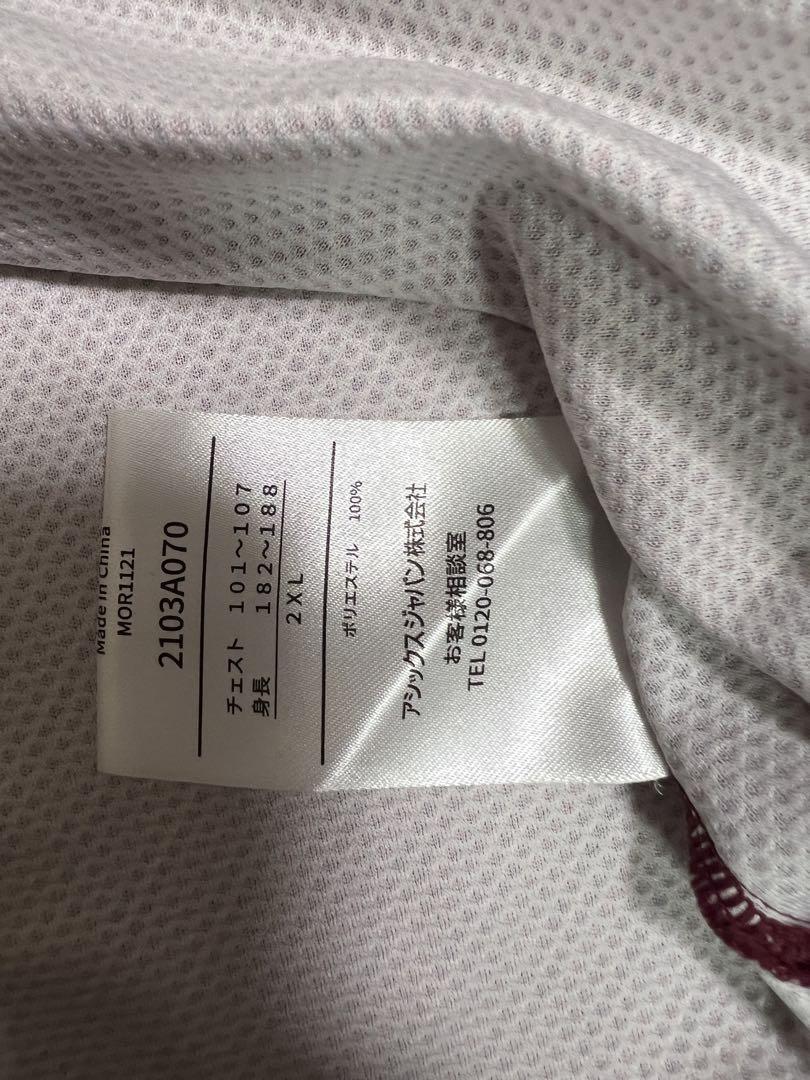 Made in China
MOR1121
2103A070
チェスト 101～107
身長 182～188
2XL
ポリエステル 100%
アシックスジャパン株式会社
お客様相談室
TEL 0120-068-806